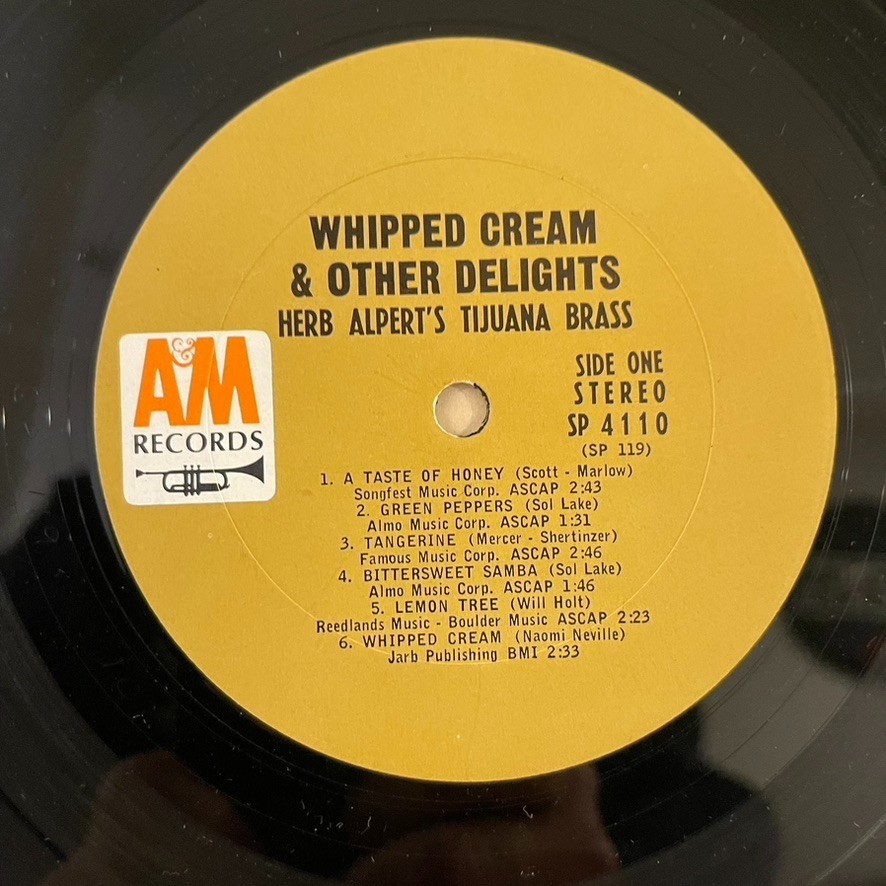 WHIPPED CREAM
& OTHER DELIGHTS
HERB ALPERT'S TIJUANA BRASS
A&M
RECORDS
SIDE ONE
STEREO
SP 4110
(SP 119)
1. A TASTE OF HONEY (Scott - Marlow)
Songfest Music Corp. ASCAP 2:43
2. GREEN PEPPERS (Sol Lake)
Almo Music Corp. ASCAP 1:31
3. TANGERINE (Mercer - Shertinzer)
Famous Music Corp. ASCAP 2:46
4. BITTERSWEET SAMBA (Sol Lake)
Almo Music Corp. ASCAP 1:46
5. LEMON TREE (Will Holt)
Reedlands Music - Boulder Music ASCAP 2:23
6. WHIPPED CREAM (Naomi Neville)
Jarb Publishing BMI 2:33